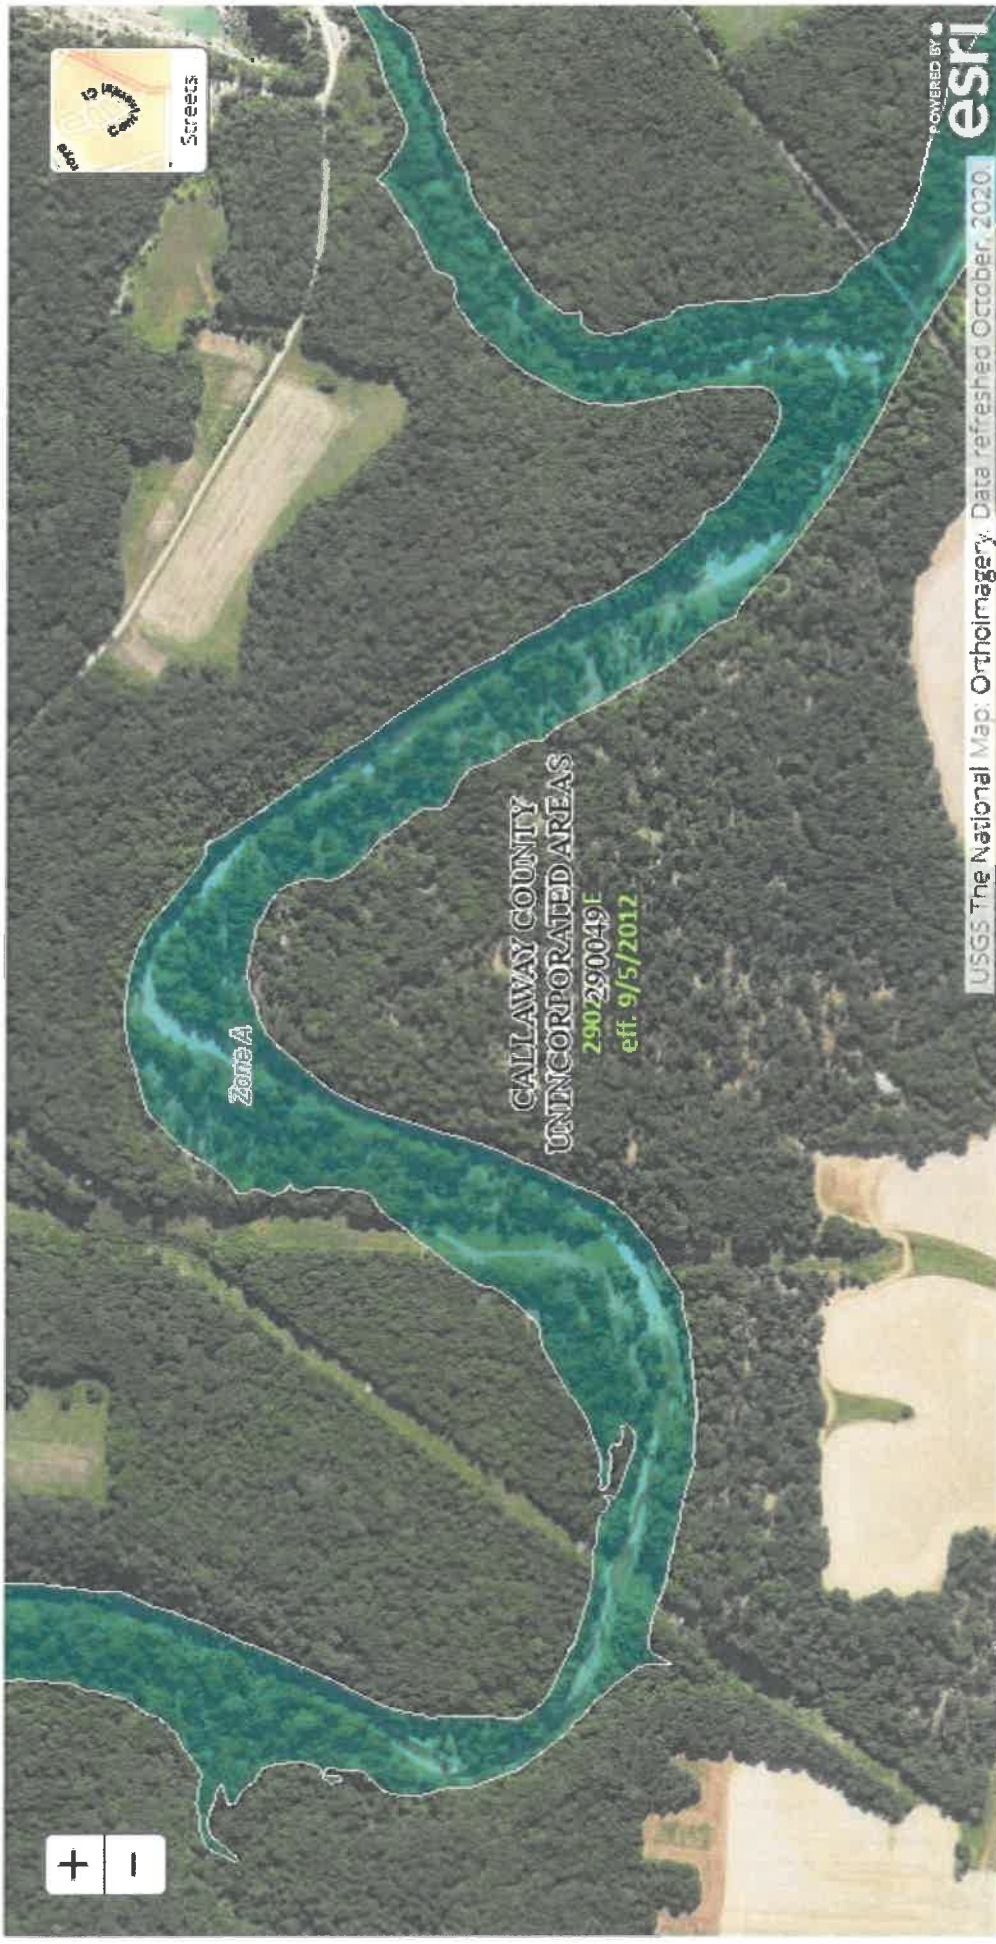 +
−
Streets
Zone A
CALLAWAY COUNTY
UNINCORPORATED AREAS
290049
eff. 9/5/2012
USGS The National Map: Orthoimagery. Data refreshed October, 2020.
POWERED BY
esri